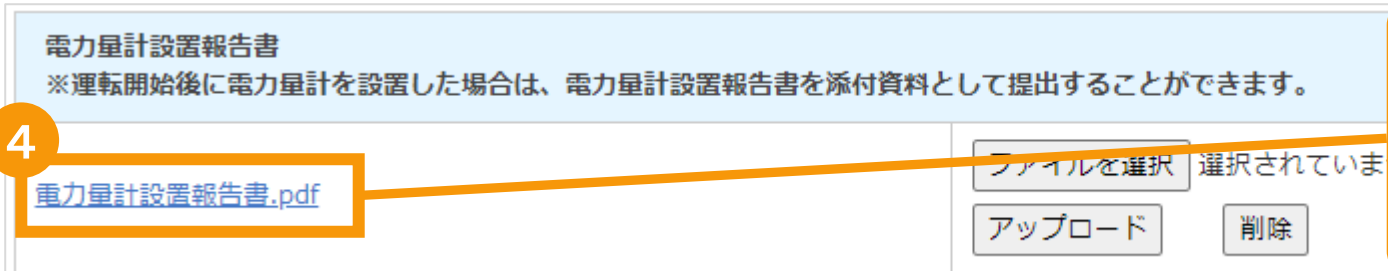 電力量計設置報告書
※運転開始後に電力量計を設置した場合は、電力量計設置報告書を添付資料として提出することができます。
4
電力量計設置報告書.pdf
ファイルを選択 選択されていま
アップロード 削除